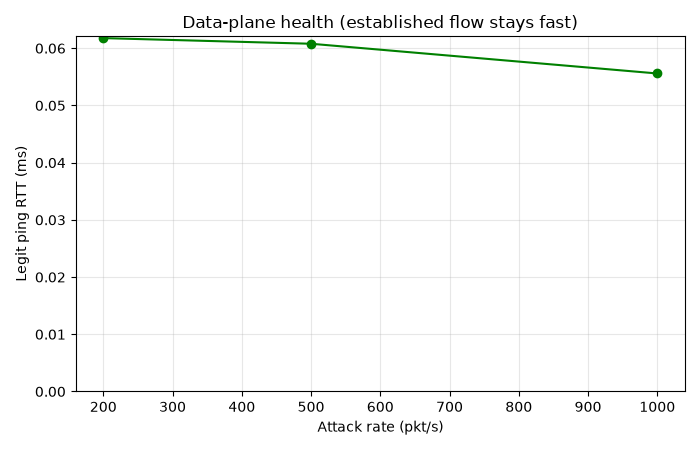 Data-plane health (established flow stays fast)
Legit ping RTT (ms)
0.06
0.05
0.04
0.03
0.02
0.01
0.00
200 300 400 500 600 700 800 900 1000
Attack rate (pkt/s)